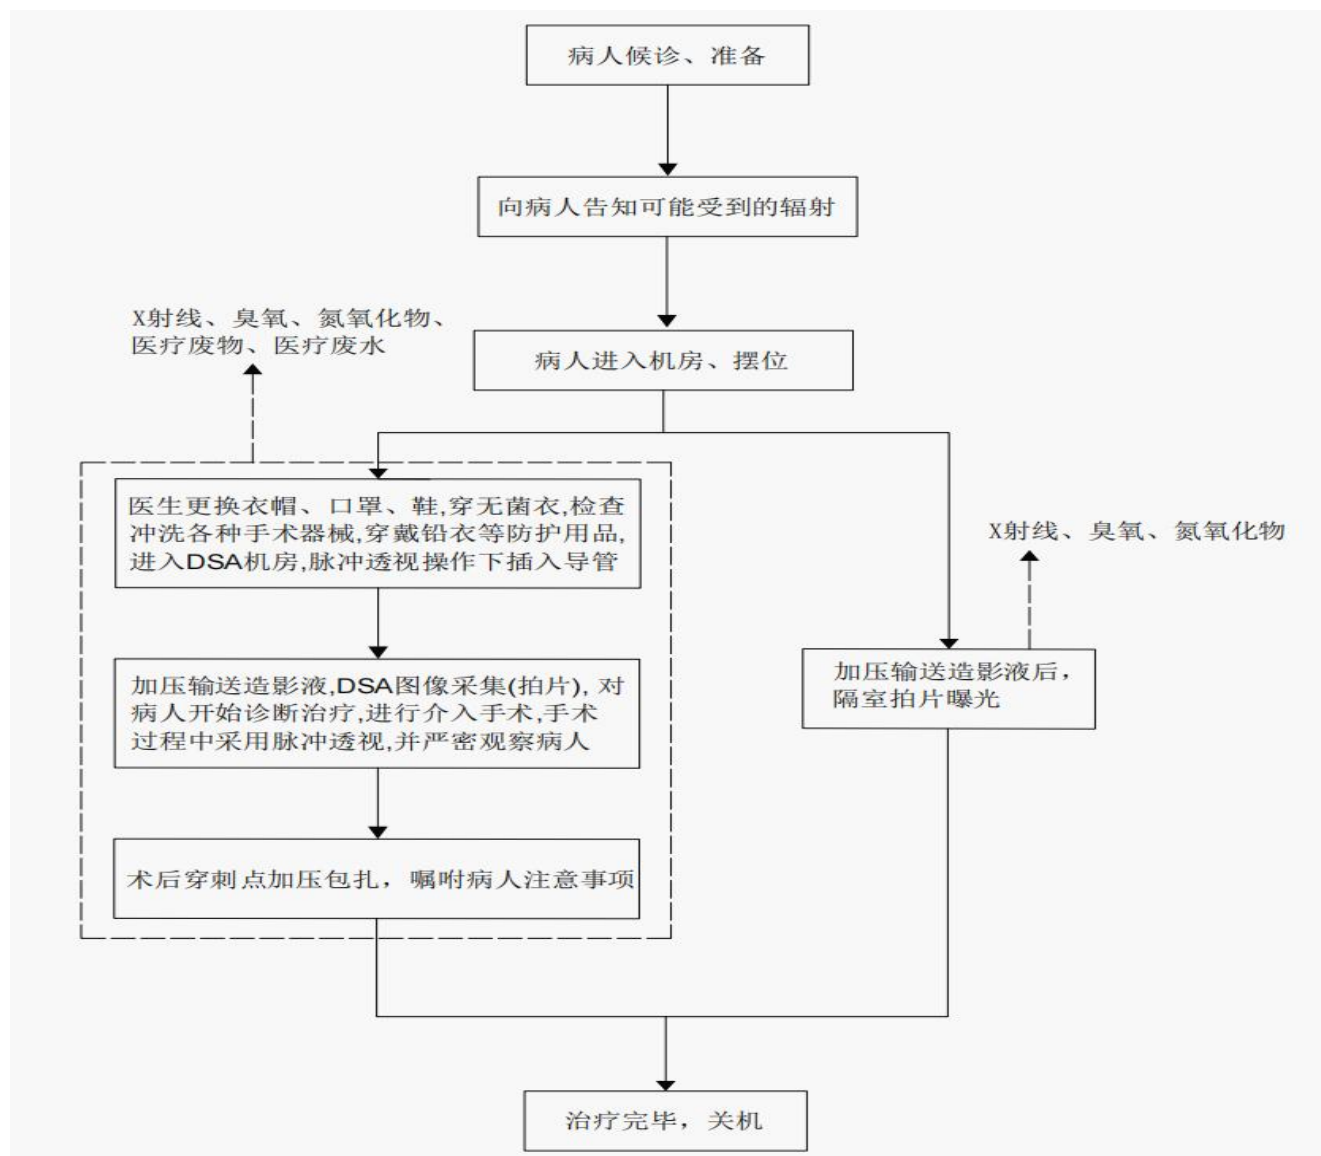 病人候诊、准备
向病人告知可能受到的辐射
X射线、臭氧、氮氧化物、
医疗废物、医疗废水
病人进入机房、摆位
医生更换衣帽、口罩、鞋,穿无菌衣,检查
冲洗各种手术器械,穿戴铅衣等防护用品,
进入DSA机房,脉冲透视操作下插入导管
X射线、臭氧、氮氧化物
加压输送造影液,DSA图像采集(拍片),对
病人开始诊断治疗,进行介入手术,手术
过程中采用脉冲透视,并严密观察病人
加压输送造影液后，
隔室拍片曝光
术后穿刺点加压包扎，嘱咐病人注意事项
治疗完毕，关机